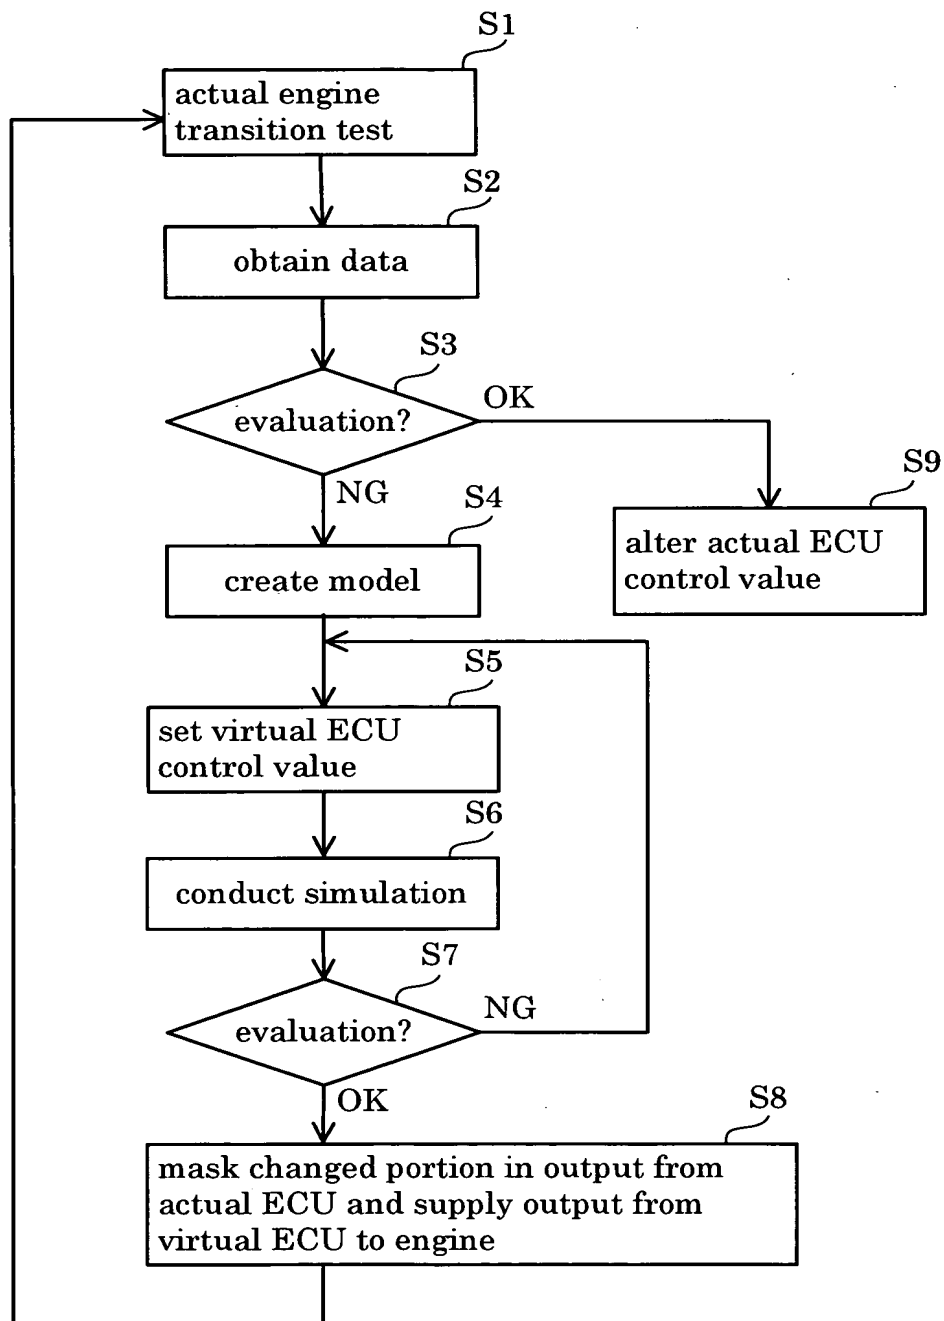 S1
actual engine
transition test
S2
obtain data
S3
evaluation?
OK
NG
S9
alter actual ECU
control value
S4
create model
S5
set virtual ECU
control value
S6
conduct simulation
S7
evaluation?
NG
OK
S8
mask changed portion in output from
actual ECU and supply output from
virtual ECU to engine